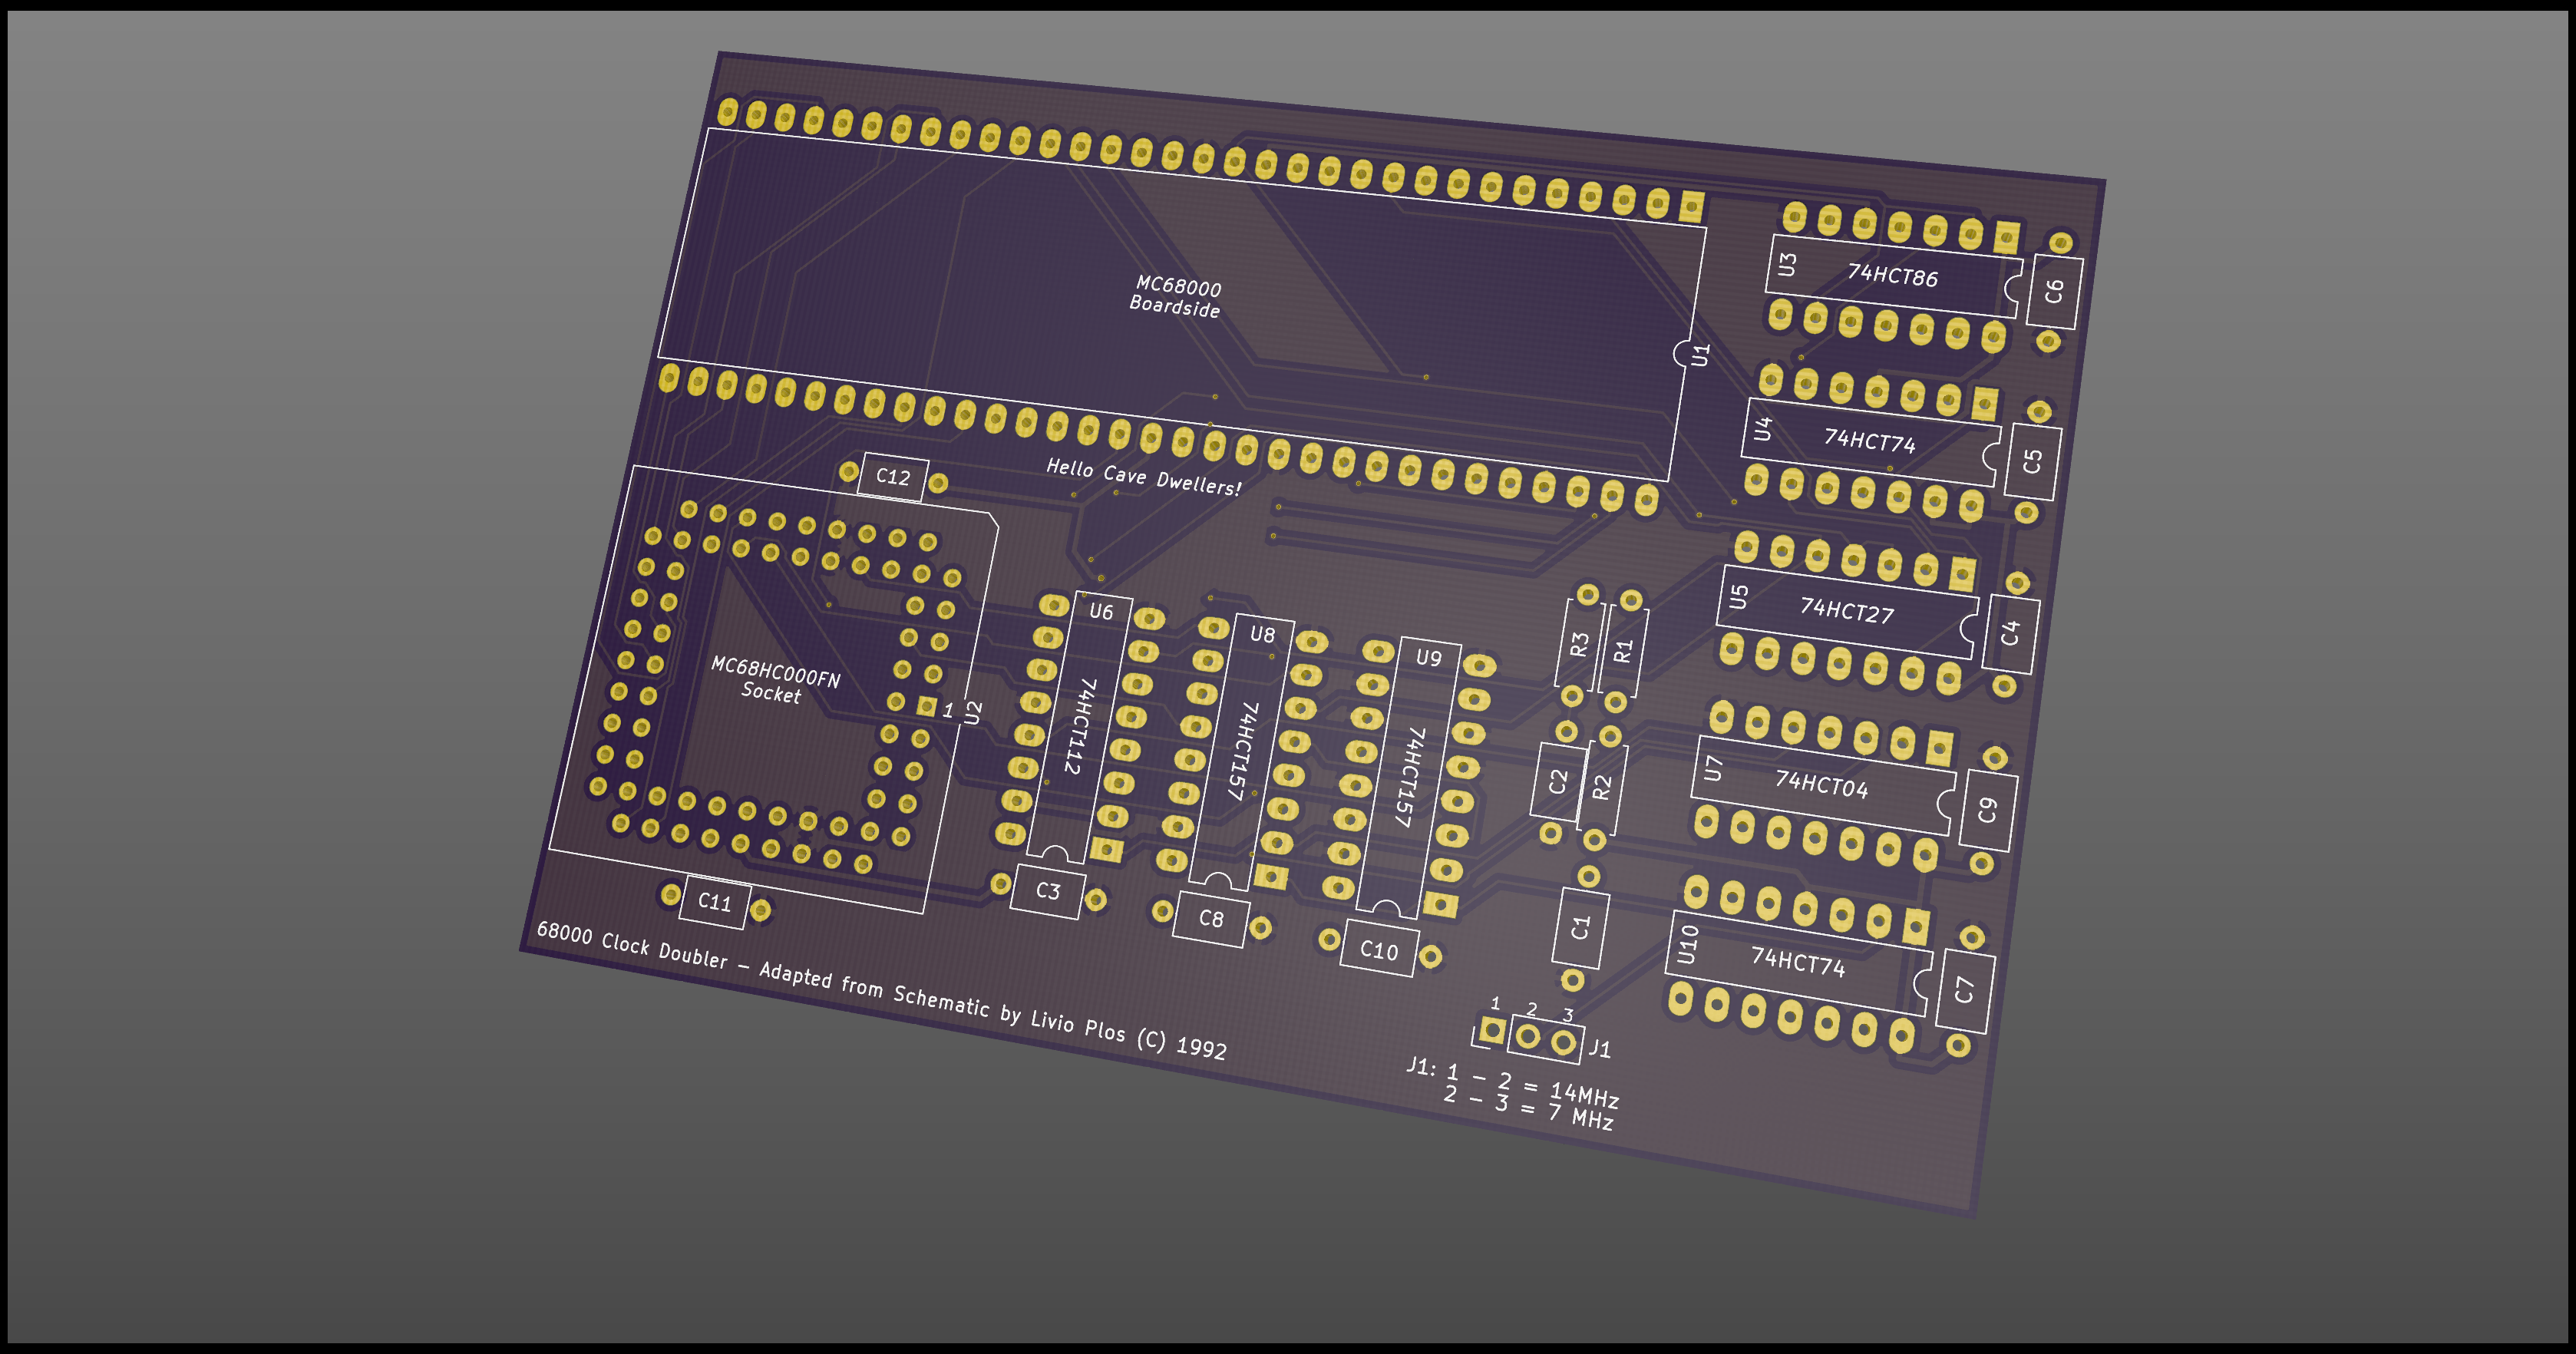 MC68000
Boardside
U1
U3
74HCT86
C6
U4
74HCT74
C5
Hello Cave Dwellers!
C12
U5
74HCT27
C4
MC68HC000FN
Socket
1
U2
U6
74HCT112
U8
74HCT157
U9
74HCT157
R3
R1
C2
R2
U7
74HCT04
C9
C3
C8
C10
C1
U10
74HCT74
C7
C11
68000 Clock Doubler – Adapted from Schematic by Livio Plos (C) 1992
1 2 3
J1
J1: 1 – 2 = 14MHz
2 – 3 = 7 MHz